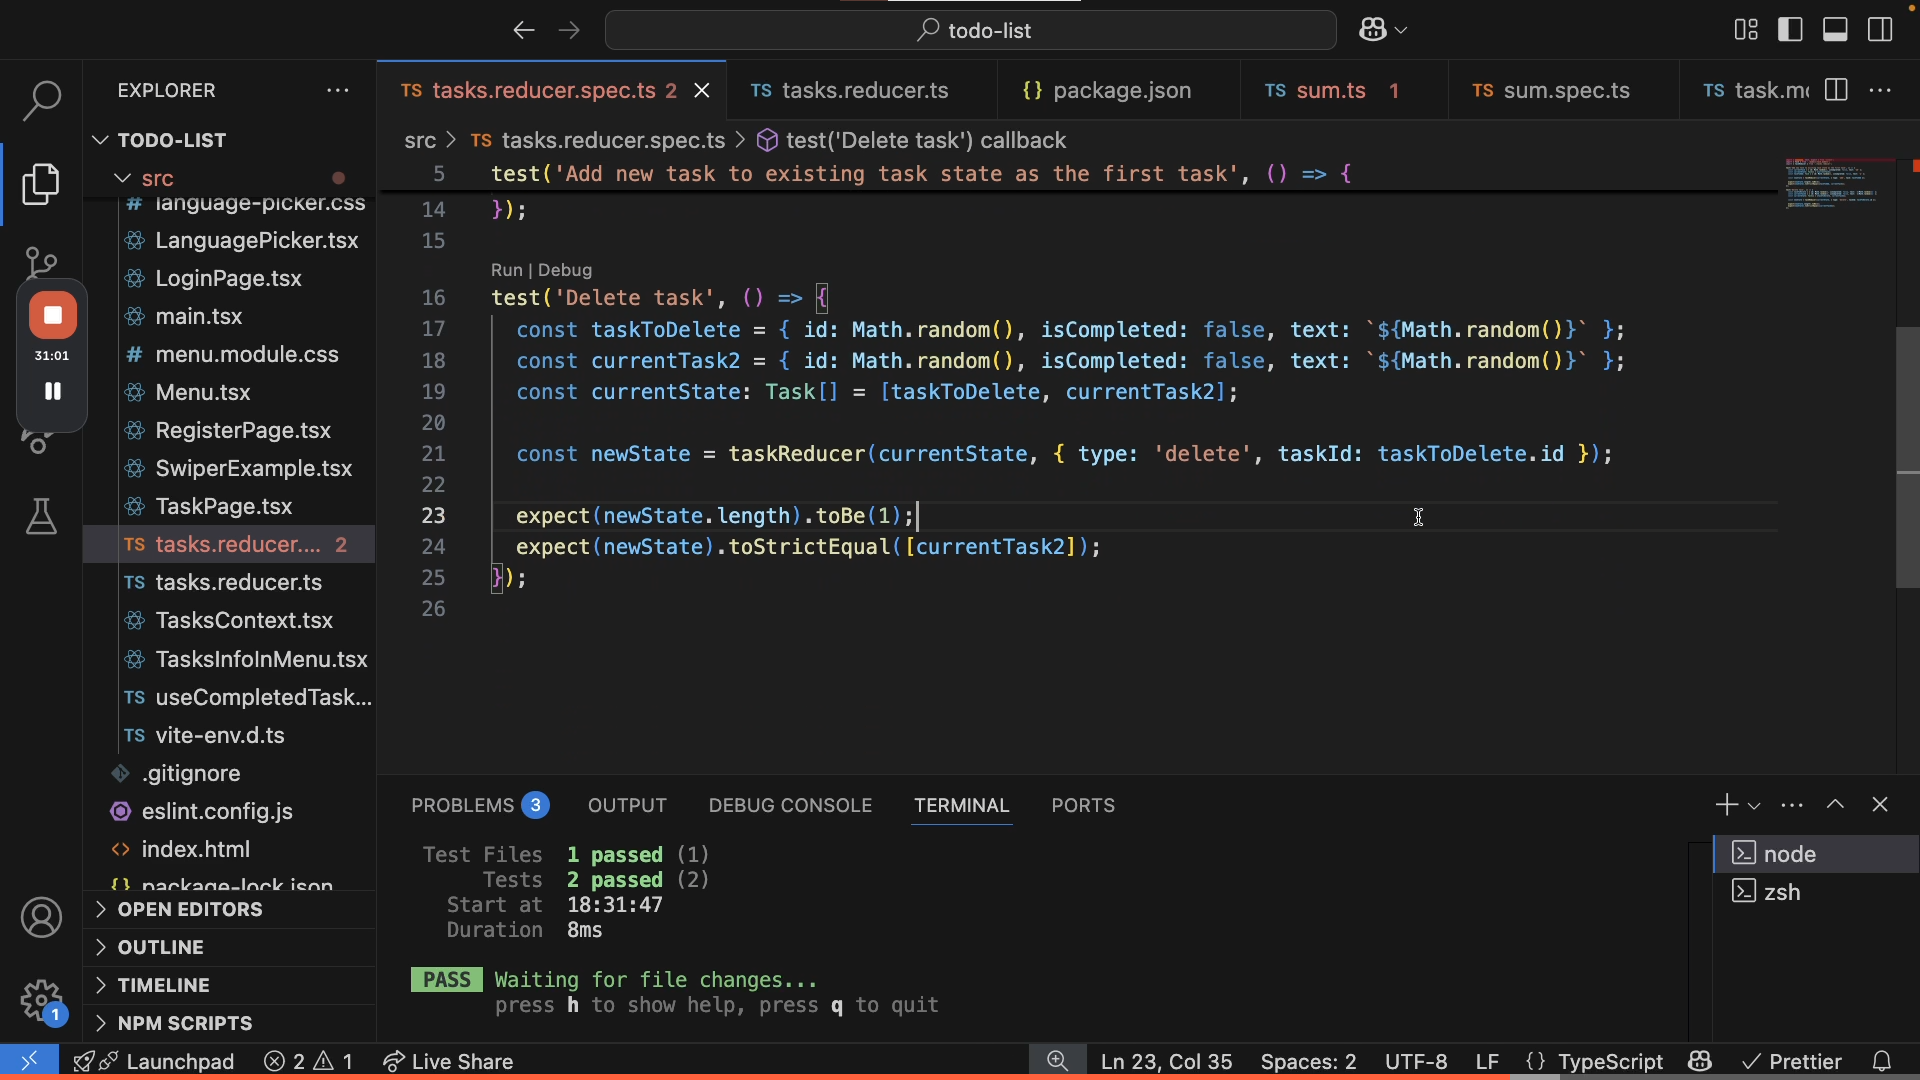 todo-list
EXPLORER
TS tasks.reducer.spec.ts 2
TS tasks.reducer.ts
{} package.json
TS sum.ts 1
TS sum.spec.ts
TS task.mo
TODO-LIST
src > TS tasks.reducer.spec.ts > test('Delete task') callback
src
5 test('Add new task to existing task state as the first task', () => {
language-picker.css
14 });
LanguagePicker.tsx
15
LoginPage.tsx
Run | Debug
16 test('Delete task', () => {
main.tsx
17 const taskToDelete = { id: Math.random(), isCompleted: false, text: `${Math.random()}` };
menu.module.css
18 const currentTask2 = { id: Math.random(), isCompleted: false, text: `${Math.random()}` };
31:01
Menu.tsx
19 const currentState: Task[] = [taskToDelete, currentTask2];
20
RegisterPage.tsx
21 const newState = taskReducer(currentState, { type: 'delete', taskId: taskToDelete.id });
SwiperExample.tsx
22
TaskPage.tsx
23 expect(newState.length).toBe(1);
TS tasks.reducer.... 2
24 expect(newState).toStrictEqual([currentTask2]);
TS tasks.reducer.ts
25 });
26
TasksContext.tsx
TasksInfoInMenu.tsx
TS useCompletedTask...
TS vite-env.d.ts
.gitignore
eslint.config.js
index.html
{} package-lock.json
OPEN EDITORS
OUTLINE
TIMELINE
NPM SCRIPTS
PROBLEMS 3
OUTPUT
DEBUG CONSOLE
TERMINAL
PORTS
Test Files 1 passed (1)
Tests 2 passed (2)
Start at 18:31:47
Duration 8ms
PASS Waiting for file changes...
press h to show help, press q to quit
node
zsh
1
Launchpad
2
1
Live Share
Ln 23, Col 35
Spaces: 2
UTF-8
LF
{} TypeScript
Prettier